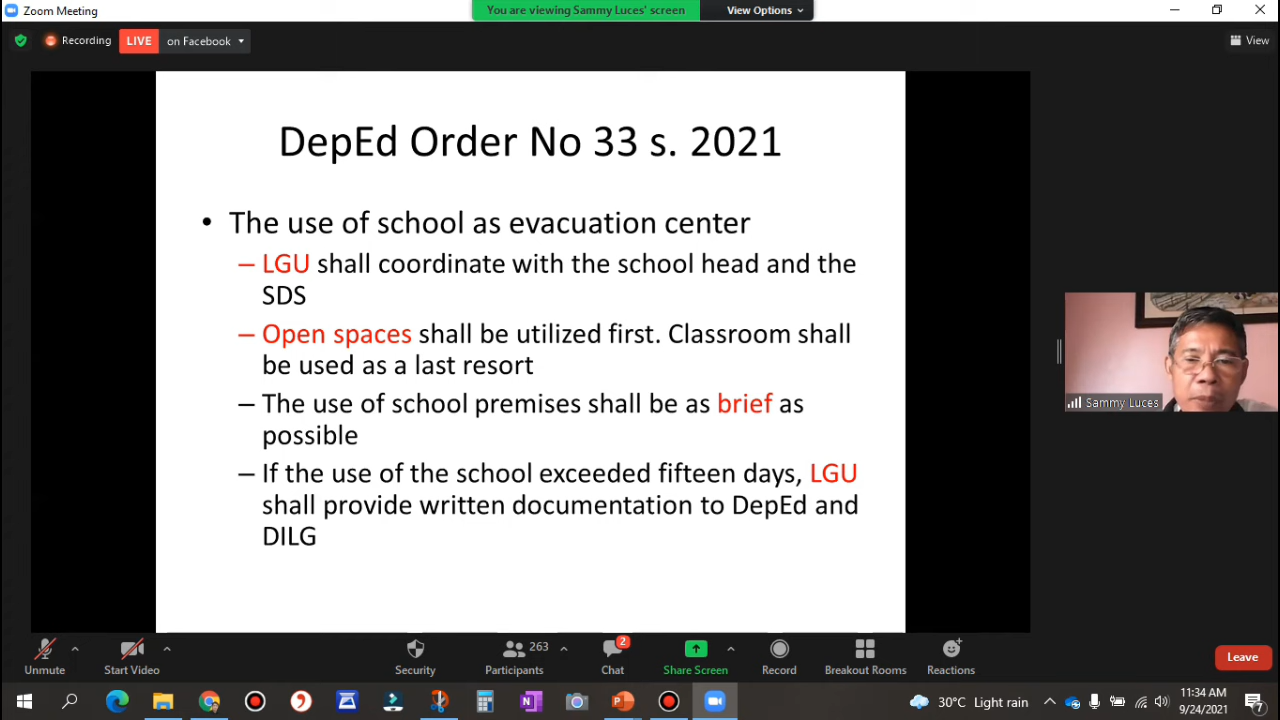 Zoom Meeting
You are viewing Sammy Luces' screen
View Options
Recording
LIVE
on Facebook
View
DepEd Order No 33 s. 2021
• The use of school as evacuation center
– LGU shall coordinate with the school head and the
SDS
– Open spaces shall be utilized first. Classroom shall
be used as a last resort
– The use of school premises shall be as brief as
possible
– If the use of the school exceeded fifteen days, LGU
shall provide written documentation to DepEd and
DILG
Sammy Luces
Unmute
Start Video
Security
263
Participants
2
Chat
Share Screen
Record
Breakout Rooms
Reactions
Leave
30°C Light rain
11:34 AM
9/24/2021
7